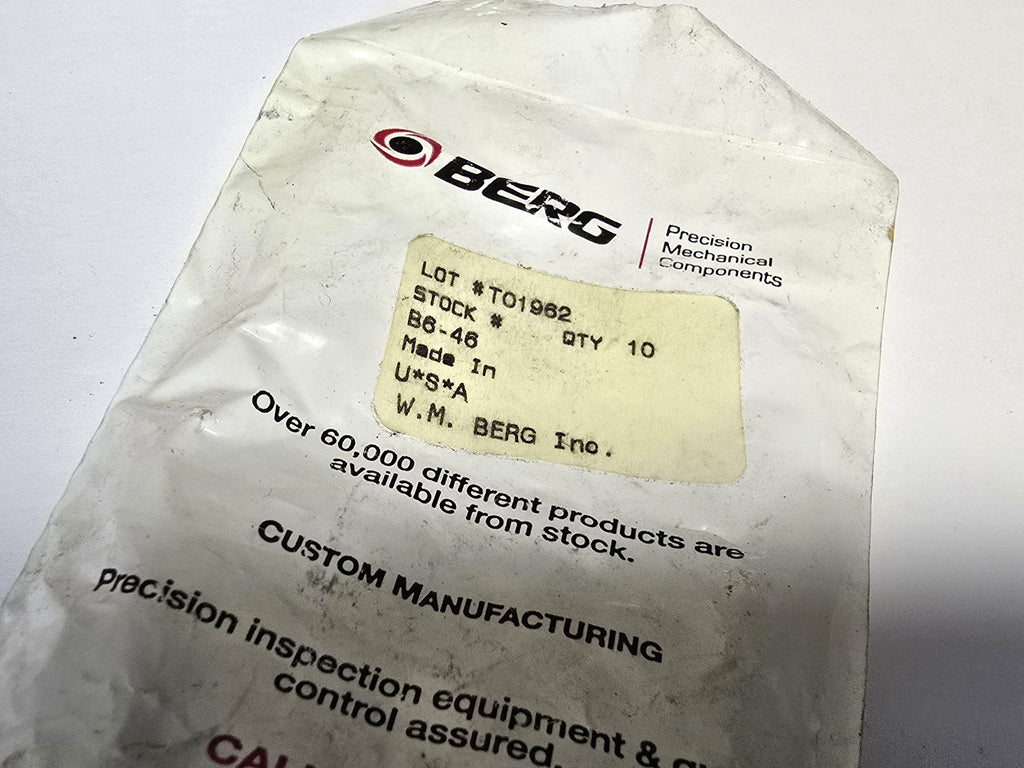 BERG
Precision
Mechanical
Components
LOT #T01962
STOCK # QTY 10
B6-46
Made In
U*S*A
W.M. BERG Inc.
Over 60,000 different products are
available from stock.
CUSTOM MANUFACTURING
precision inspection equipment &
control assured.